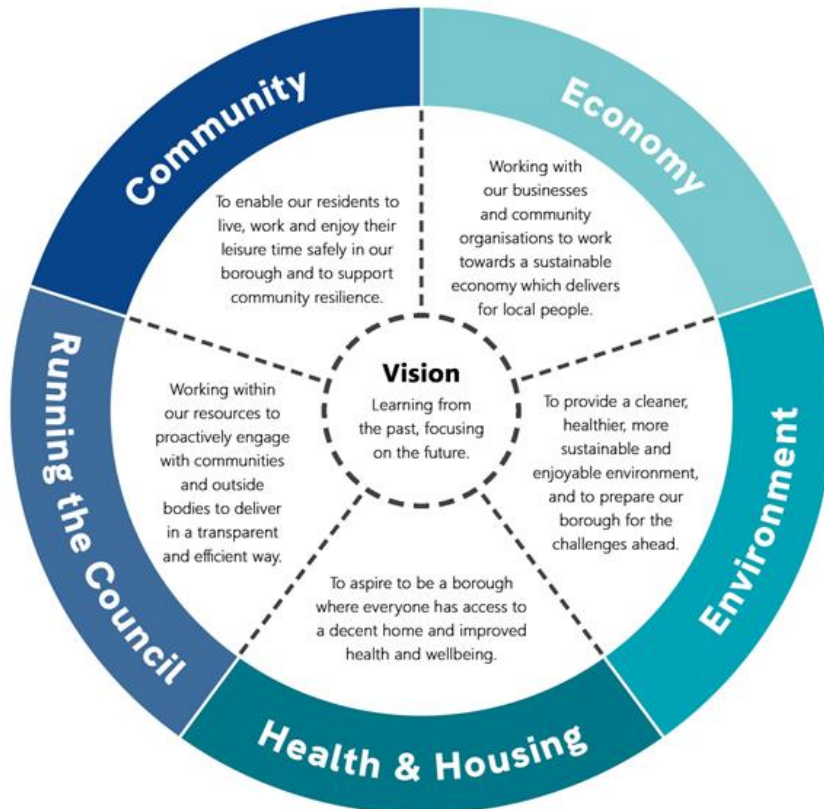 Community
To enable our residents to
live, work and enjoy their
leisure time safely in our
borough and to support
community resilience.
Economy
Working with
our businesses
and community
organisations to work
towards a sustainable
economy which delivers
for local people.
Running the Council
Working within
our resources to
proactively engage
with communities
and outside
bodies to deliver
in a transparent
and efficient way.
Vision
Learning from
the past, focusing
on the future.
Environment
To provide a cleaner,
healthier, more
sustainable and
enjoyable environment,
and to prepare our
borough for the
challenges ahead.
To aspire to be a borough
where everyone has access to
a decent home and improved
health and wellbeing.
Health & Housing